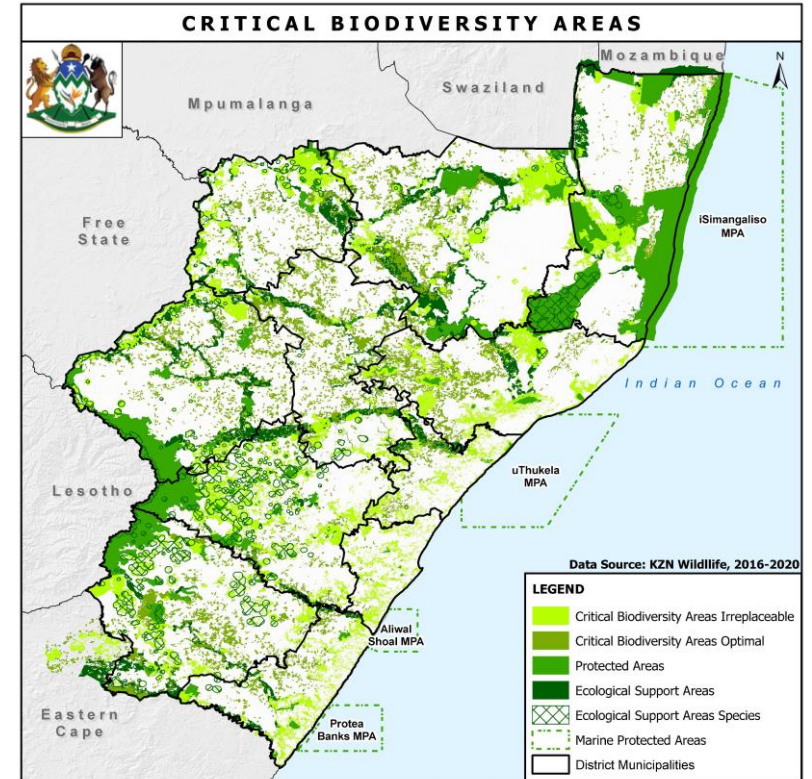 CRITICAL BIODIVERSITY AREAS
Mozambique
N
Swaziland
Mpumalanga
Free
State
iSimangaliso
MPA
Indian Ocean
uThukela
MPA
Lesotho
Data Source: KZN Wildllife, 2016-2020
LEGEND
Critical Biodiversity Areas Irreplaceable
Critical Biodiversity Areas Optimal
Protected Areas
Ecological Support Areas
Ecological Support Areas Species
Marine Protected Areas
District Municipalities
Aliwal
Shoal MPA
Eastern
Cape
Protea
Banks MPA